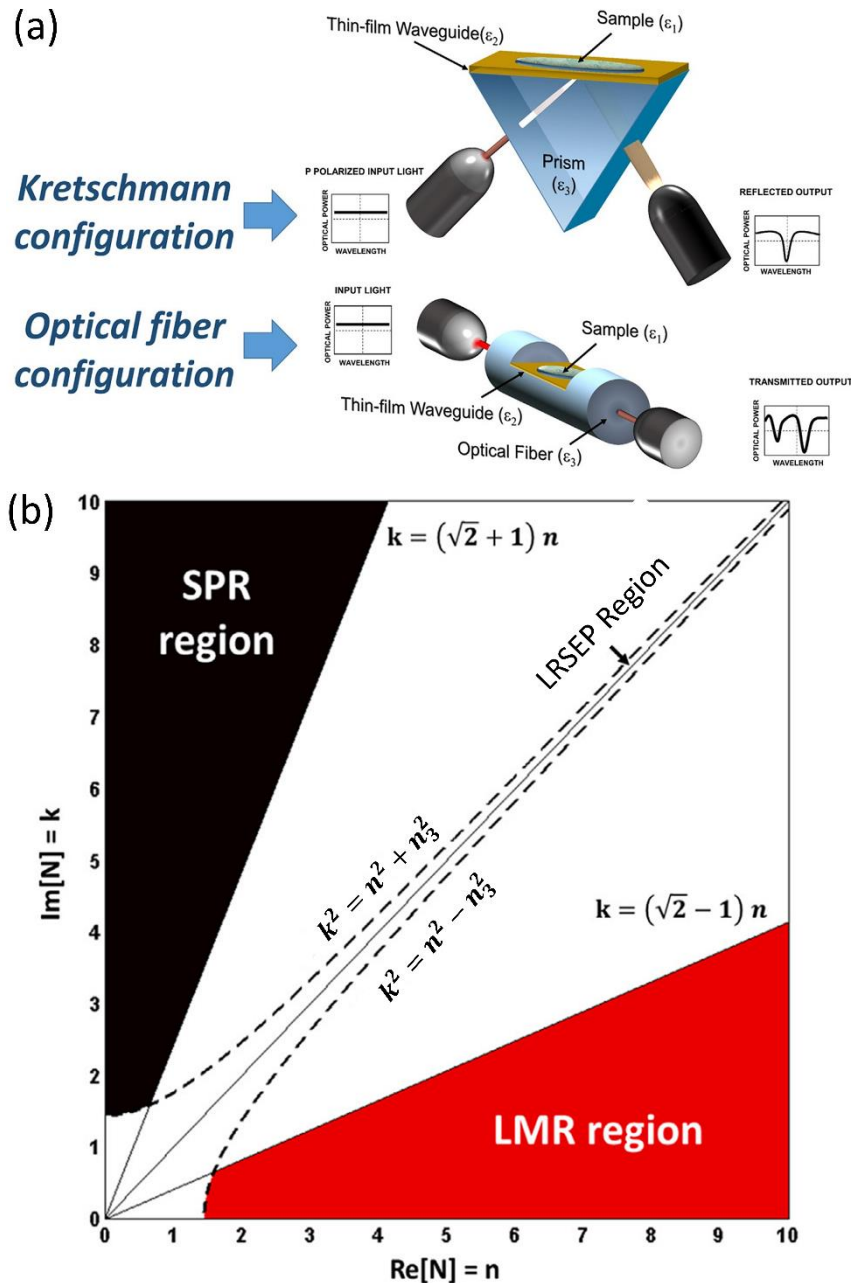 (a)
Thin-film Waveguide(ε₂)
Sample (ε₁)
Kretschmann
configuration
P POLARIZED INPUT LIGHT
OPTICAL POWER
WAVELENGTH
Prism
(ε₃)
REFLECTED OUTPUT
OPTICAL POWER
WAVELENGTH
Optical fiber
configuration
INPUT LIGHT
OPTICAL POWER
WAVELENGTH
Sample (ε₁)
Thin-film Waveguide (ε₂)
Optical Fiber (ε₃)
TRANSMITTED OUTPUT
OPTICAL POWER
WAVELENGTH
(b)
10
9
8
7
6
5
4
3
2
1
0
Im[N] = k
SPR
region
k = (√2 + 1) n
LRSEP Region
k² = n² + n₃²
k² = n² − n₃²
k = (√2 − 1) n
LMR region
0 1 2 3 4 5 6 7 8 9 10
Re[N] = n